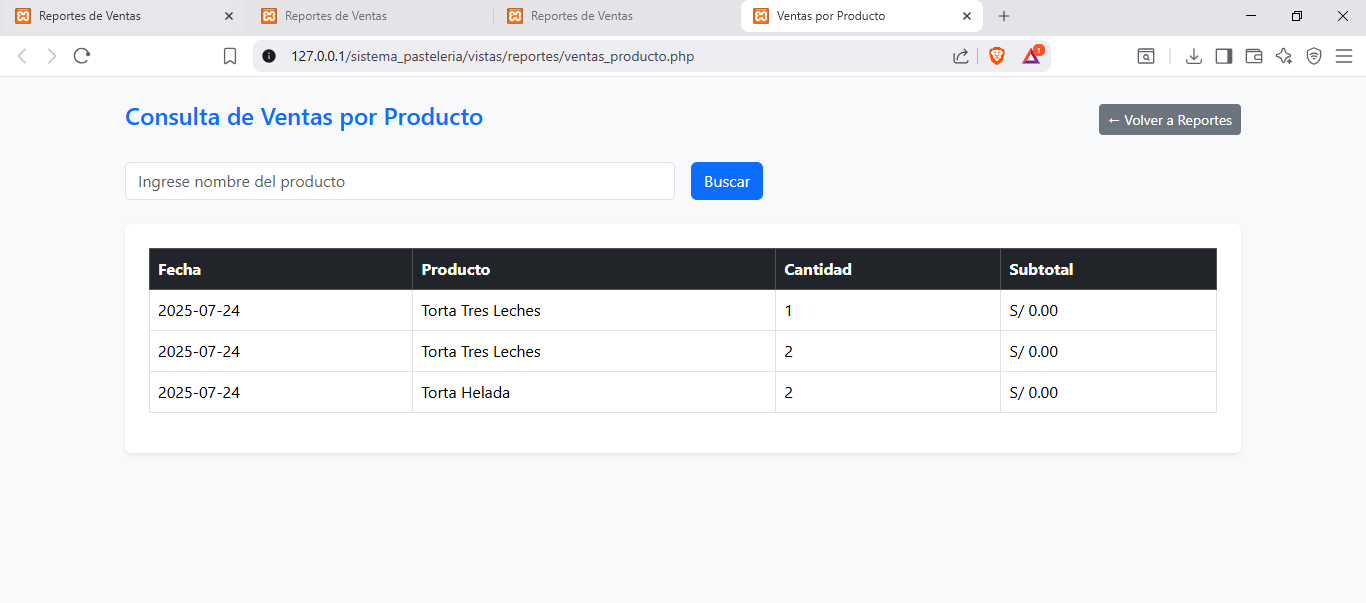 Reportes de Ventas
Reportes de Ventas
Reportes de Ventas
Ventas por Producto
127.0.0.1/sistema_pasteleria/vistas/reportes/ventas_producto.php
1
Consulta de Ventas por Producto
← Volver a Reportes
Ingrese nombre del producto
Buscar
Fecha Producto Cantidad Subtotal
2025-07-24 Torta Tres Leches 1 S/ 0.00
2025-07-24 Torta Tres Leches 2 S/ 0.00
2025-07-24 Torta Helada 2 S/ 0.00